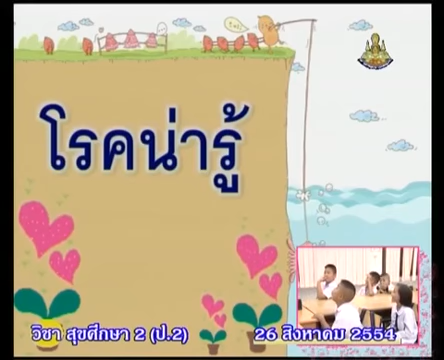 โรคน่ารู้
วิชา สุขศึกษา 2 (ป.2)
26 สิงหาคม 2554